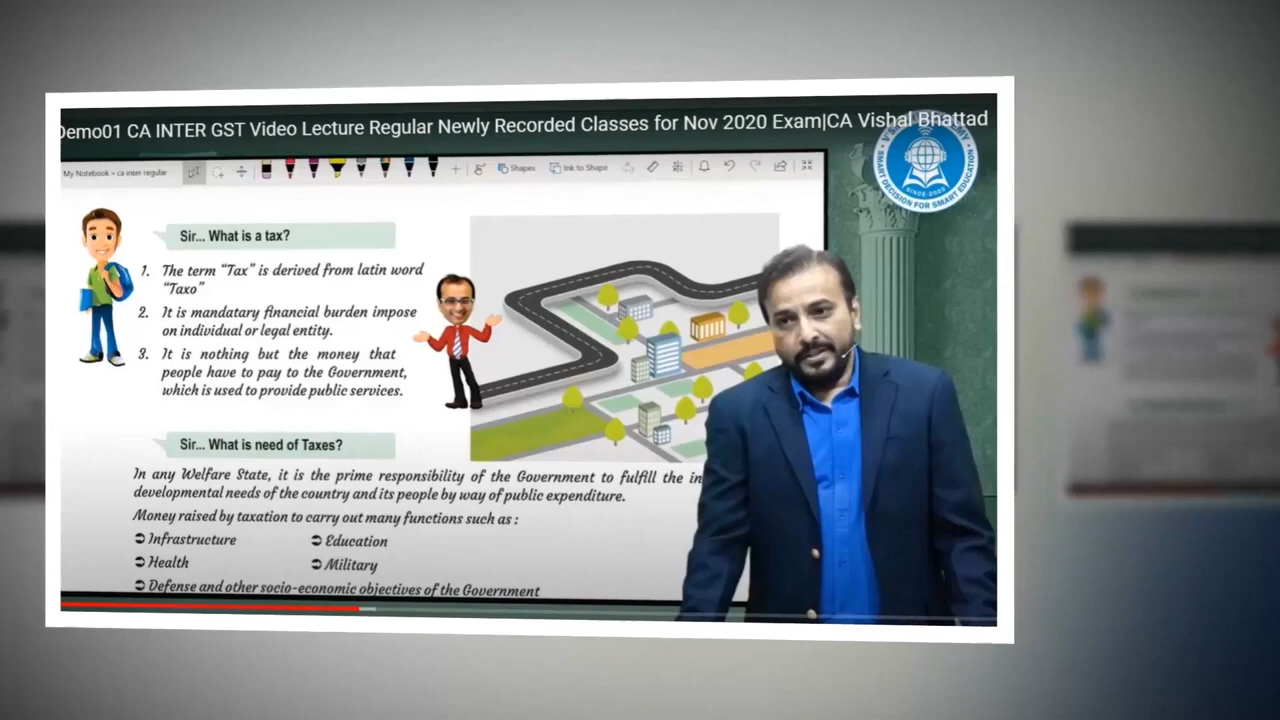 Demo01 CA INTER GST Video Lecture Regular Newly Recorded Classes for Nov 2020 Exam|CA Vishal Bhattad
SMART DECISION FOR SMART EDUCATION
SINCE-2005
My Notebook » ca inter regular
Shapes
Ink to Shape
Sir... What is a tax?
1. The term “Tax” is derived from latin word
“Taxo”
2. It is mandatary financial burden impose
on individual or legal entity.
3. It is nothing but the money that
people have to pay to the Government,
which is used to provide public services.
Sir... What is need of Taxes?
In any Welfare State, it is the prime responsibility of the Government to fulfill the in
developmental needs of the country and its people by way of public expenditure.
Money raised by taxation to carry out many functions such as :
➲ Infrastructure
➲ Education
➲ Health
➲ Military
➲ Defense and other socio-economic objectives of the Government